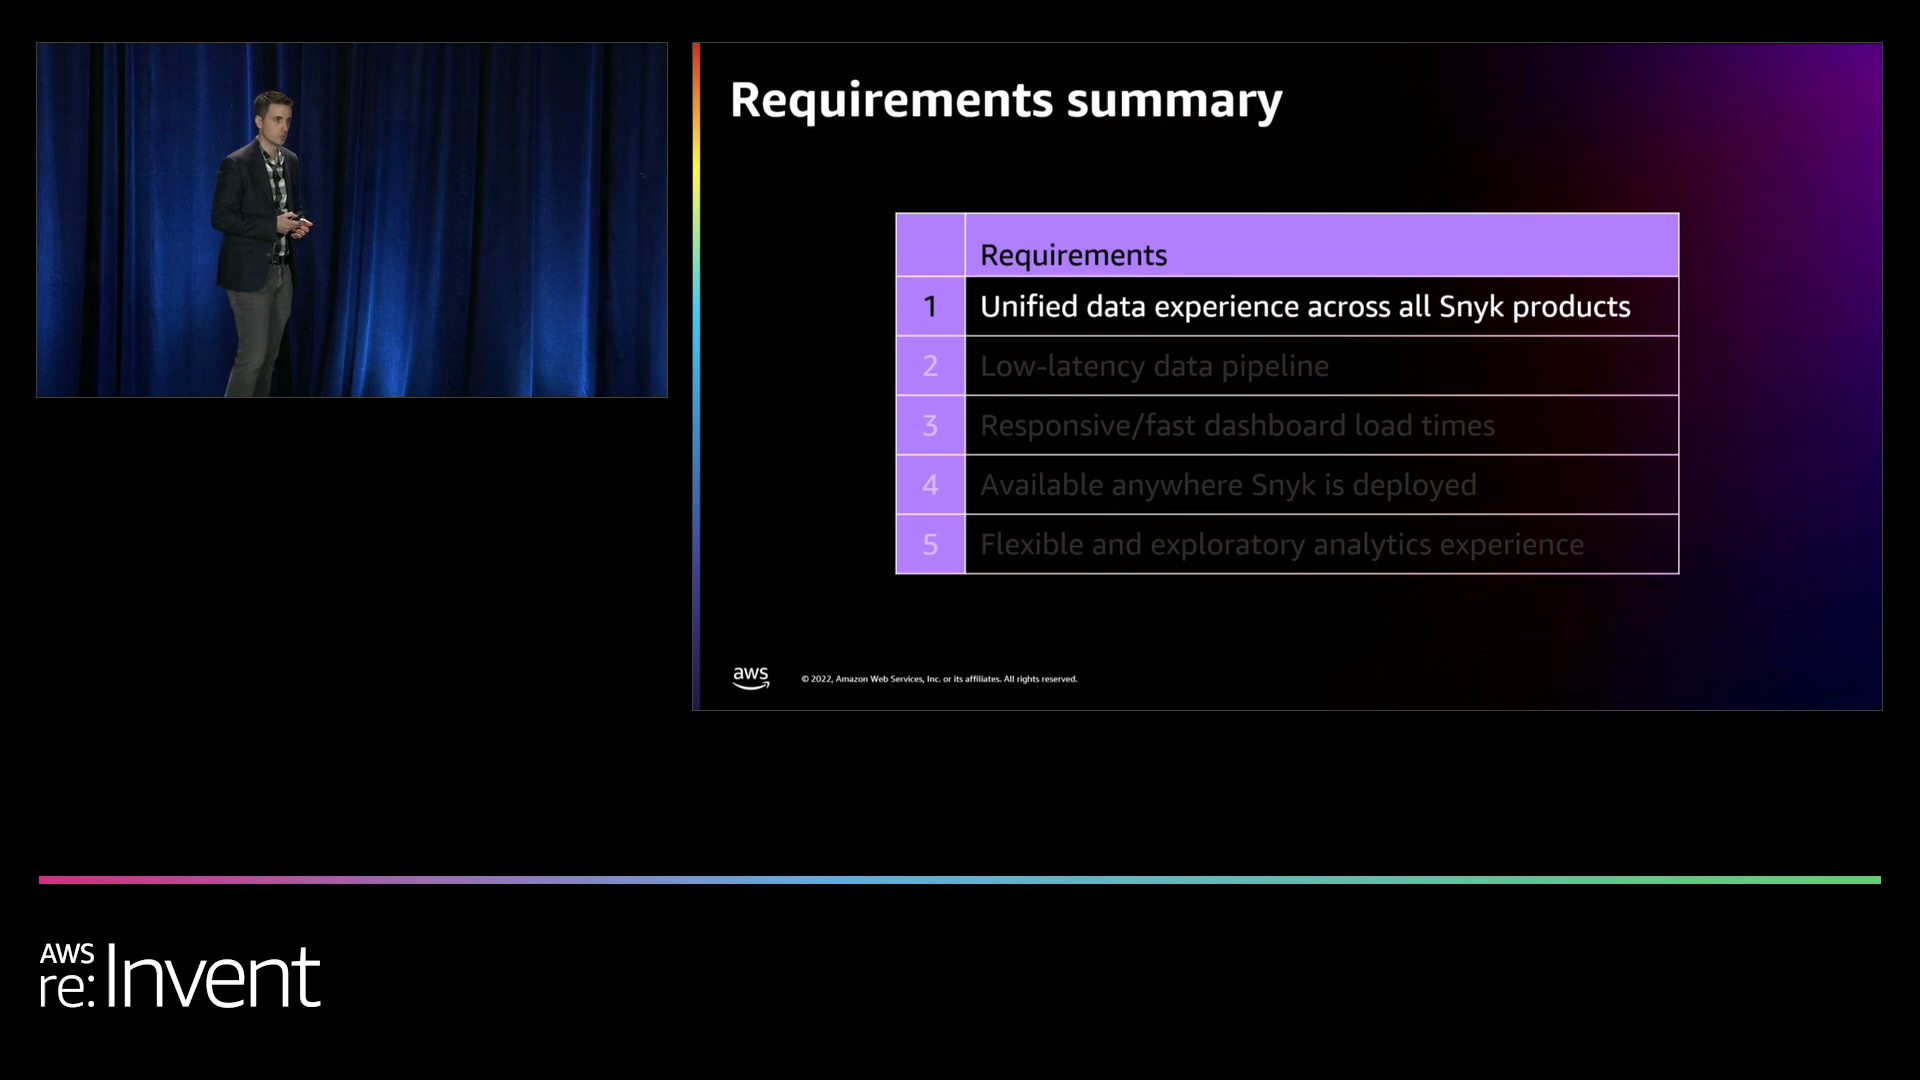 Requirements summary
Requirements
1 Unified data experience across all Snyk products
2 Low-latency data pipeline
3 Responsive/fast dashboard load times
4 Available anywhere Snyk is deployed
5 Flexible and exploratory analytics experience
aws © 2022, Amazon Web Services, Inc. or its affiliates. All rights reserved.
AWS
re:Invent